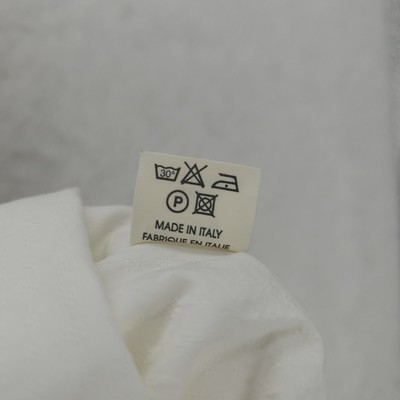 30°
P
MADE IN ITALY
FABRIQUE EN ITALIE